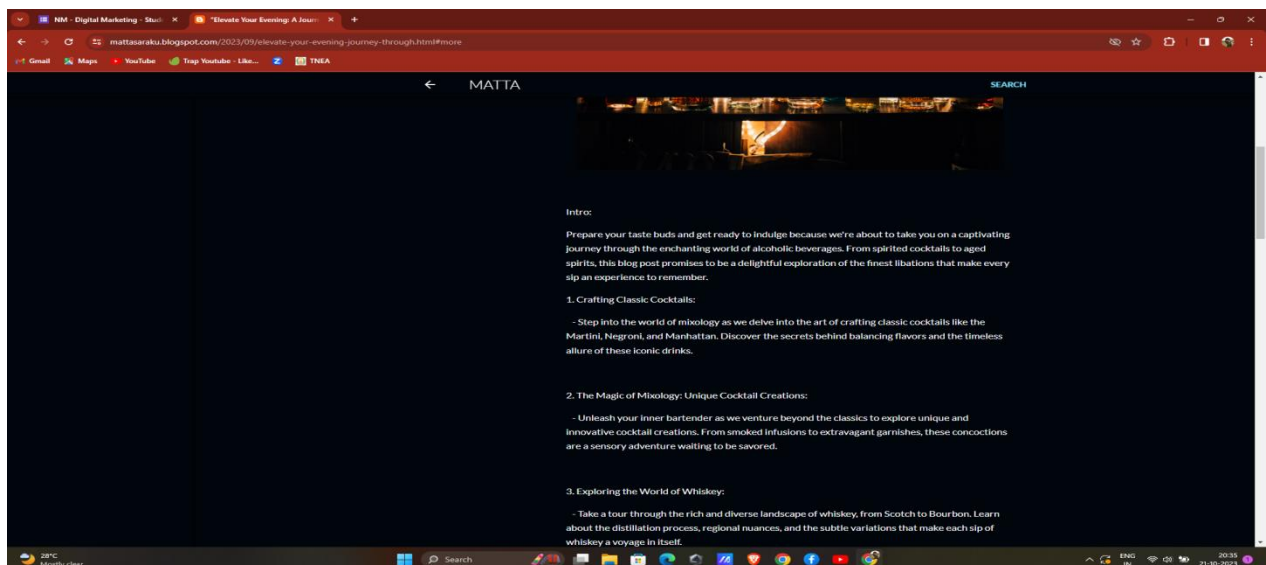 NM - Digital Marketing - Stud
"Elevate Your Evening: A Journ
mattasaraku.blogspot.com/2023/09/elevate-your-evening-journey-through.html#more
Gmail Maps YouTube Trap Youtube - Like... TNEA
MATTA SEARCH
Intro:
Prepare your taste buds and get ready to indulge because we're about to take you on a captivating
journey through the enchanting world of alcoholic beverages. From spirited cocktails to aged
spirits, this blog post promises to be a delightful exploration of the finest libations that make every
sip an experience to remember.
1. Crafting Classic Cocktails:
- Step into the world of mixology as we delve into the art of crafting classic cocktails like the
Martini, Negroni, and Manhattan. Discover the secrets behind balancing flavors and the timeless
allure of these iconic drinks.
2. The Magic of Mixology: Unique Cocktail Creations:
- Unleash your inner bartender as we venture beyond the classics to explore unique and
innovative cocktail creations. From smoked infusions to extravagant garnishes, these concoctions
are a sensory adventure waiting to be savored.
3. Exploring the World of Whiskey:
- Take a tour through the rich and diverse landscape of whiskey, from Scotch to Bourbon. Learn
about the distillation process, regional nuances, and the subtle variations that make each sip of
whiskey a voyage in itself.
28°C
Mostly clear
Search
ENG
IN
20:35
21-10-2023